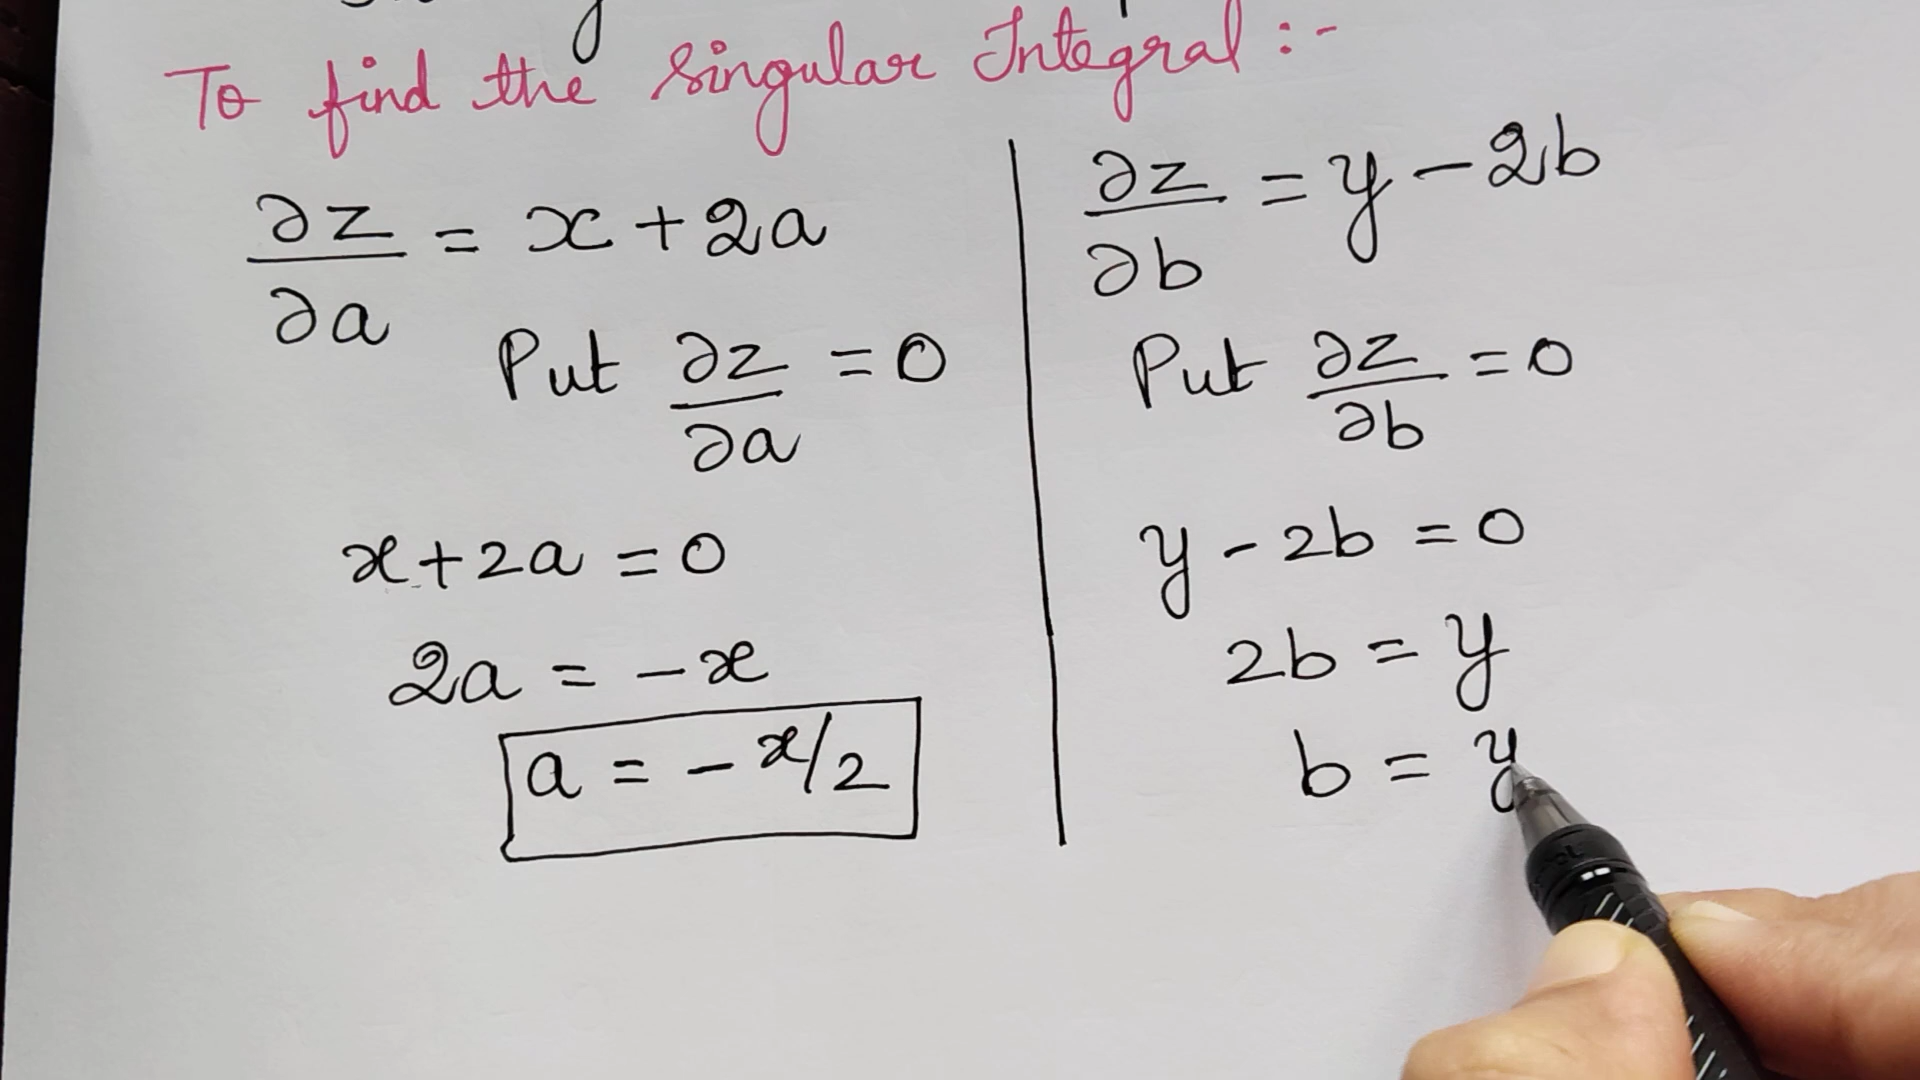 To find the Singular Integral :-
∂z/∂a = x + 2a
Put ∂z/∂a = 0
x + 2a = 0
2a = -x
a = -x/2
∂z/∂b = y - 2b
Put ∂z/∂b = 0
y - 2b = 0
2b = y
b = y